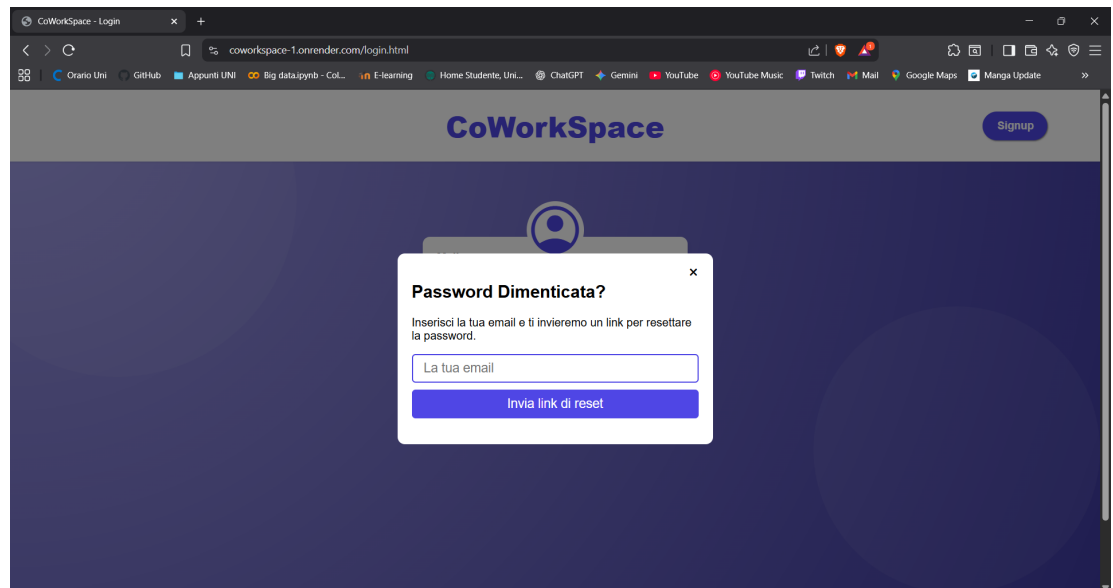 CoWorkSpace - Login
coworkspace-1.onrender.com/login.html
Orario Uni
GitHub
Appunti UNI
Big data.ipynb - Col...
E-learning
Home Studente, Uni...
ChatGPT
Gemini
YouTube
YouTube Music
Twitch
Mail
Google Maps
Manga Update
CoWorkSpace
Signup
Password Dimenticata?
Inserisci la tua email e ti invieremo un link per resettare
la password.
La tua email
Invia link di reset